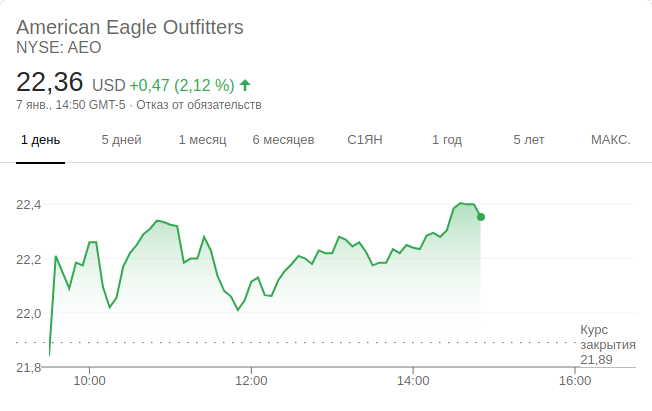 American Eagle Outfitters
NYSE: AEO
22,36 USD +0,47 (2,12 %)
7 янв., 14:50 GMT-5 · Отказ от обязательств
1 день 5 дней 1 месяц 6 месяцев С1ЯН 1 год 5 лет МАКС.
22,4
22,2
22,0
Курс
закрытия
21,89
21,8
10:00 12:00 14:00 16:00